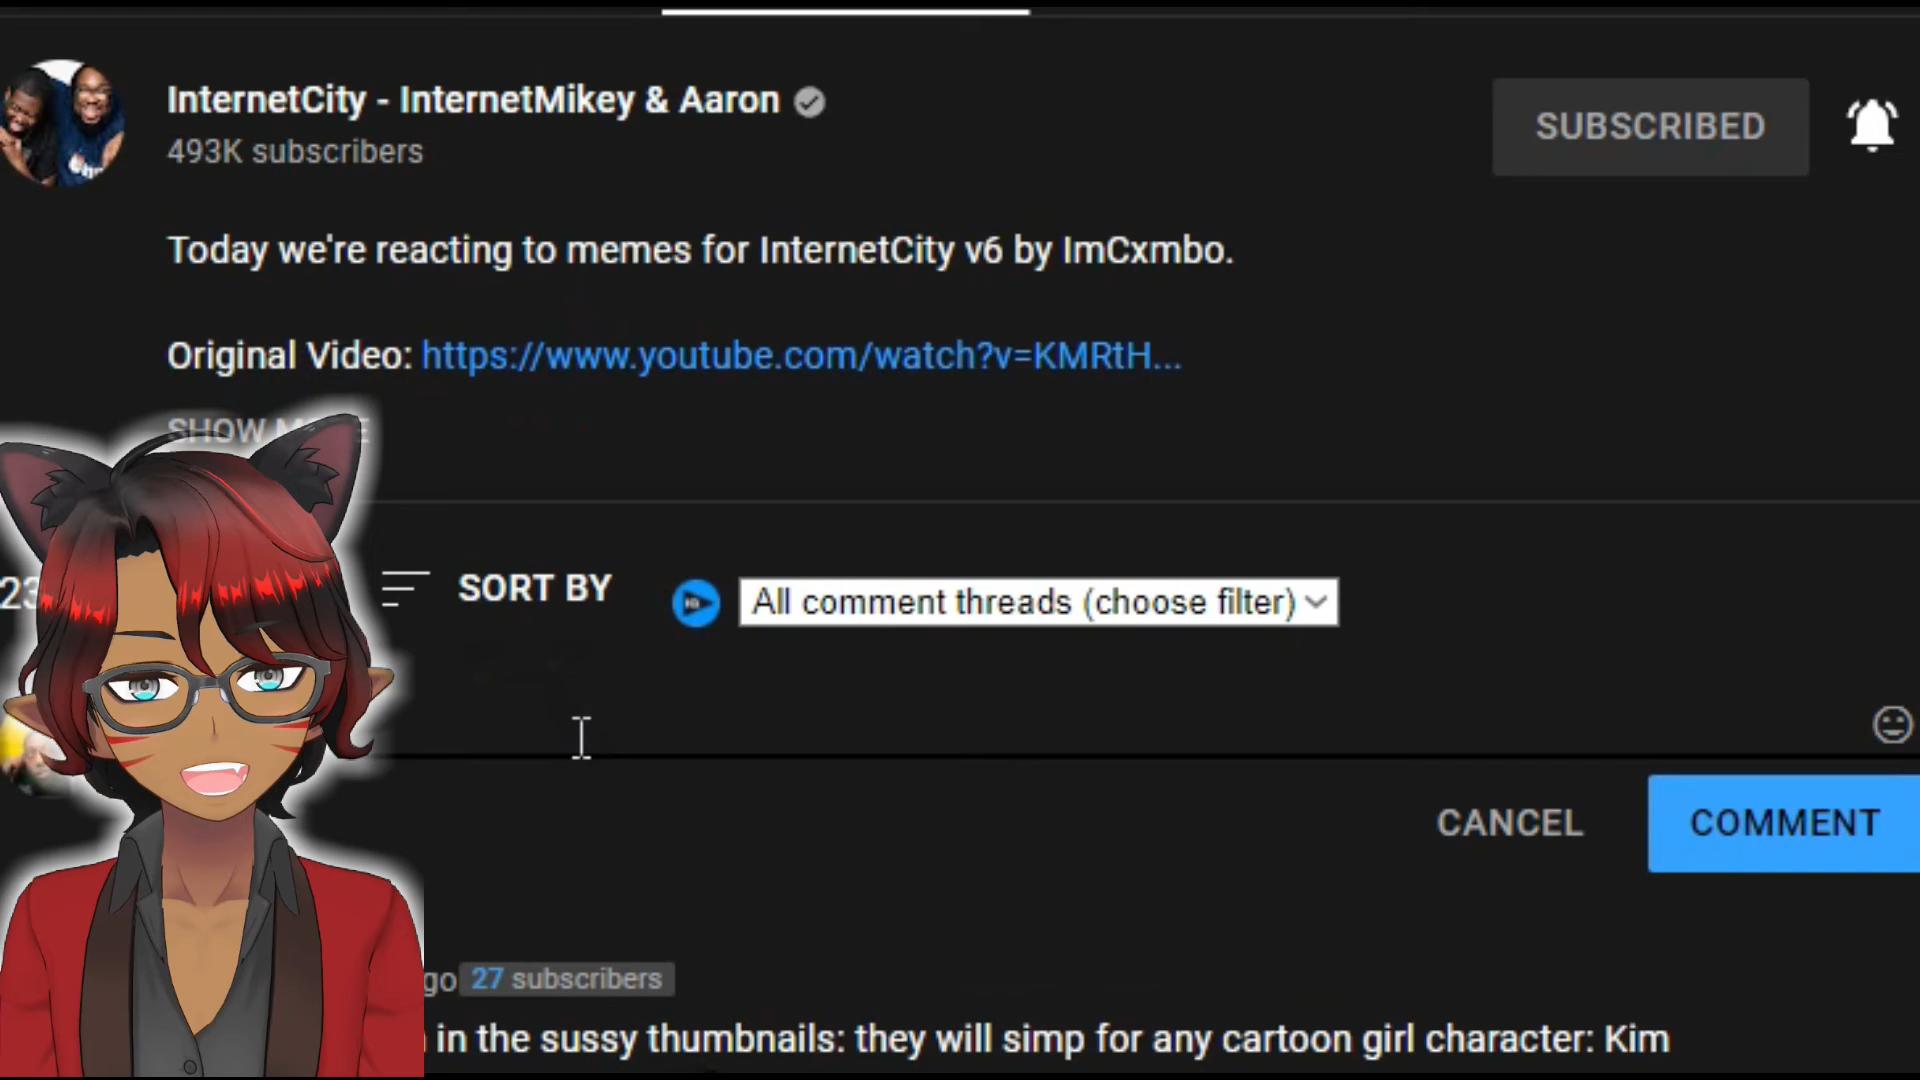 InternetCity - InternetMikey & Aaron
493K subscribers
SUBSCRIBED
Today we're reacting to memes for InternetCity v6 by ImCxmbo.
Original Video: https://www.youtube.com/watch?v=KMRtH...
SHOW
23
SORT BY
All comment threads (choose filter)
CANCEL
COMMENT
go 27 subscribers
in the sussy thumbnails: they will simp for any cartoon girl character: Kim